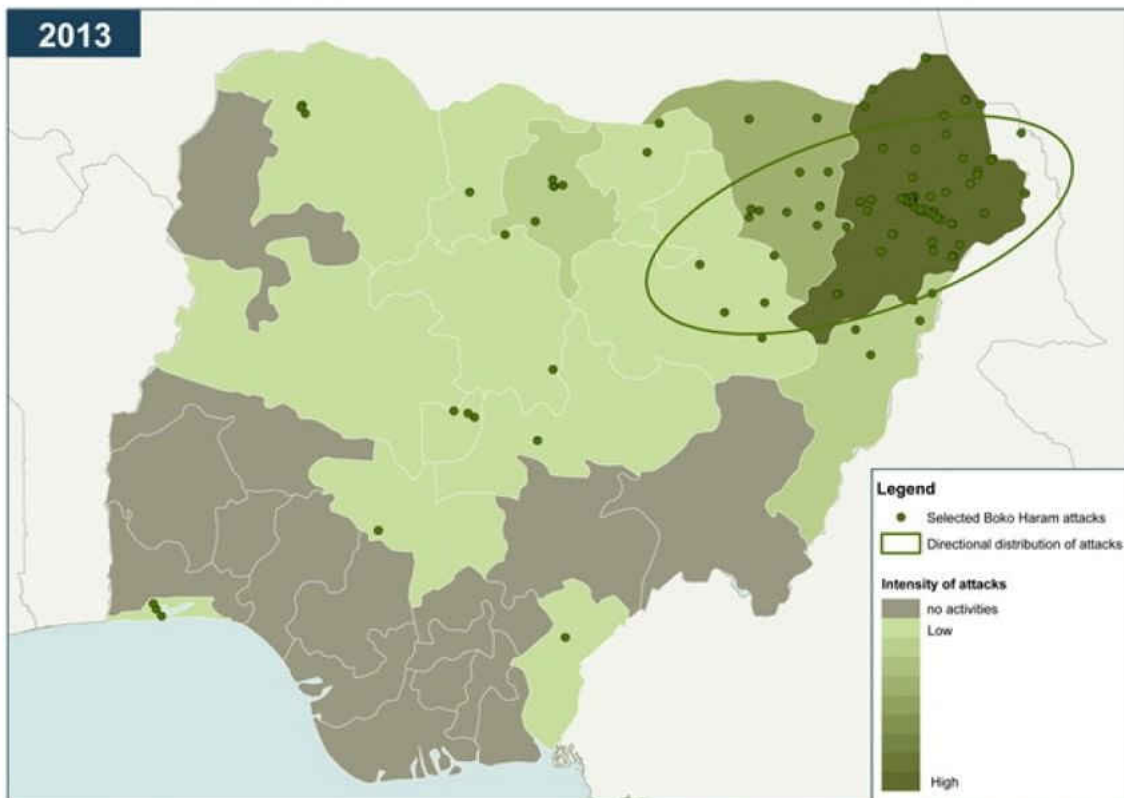 2013
Legend
Selected Boko Haram attacks
Directional distribution of attacks
Intensity of attacks
no activities
Low
High